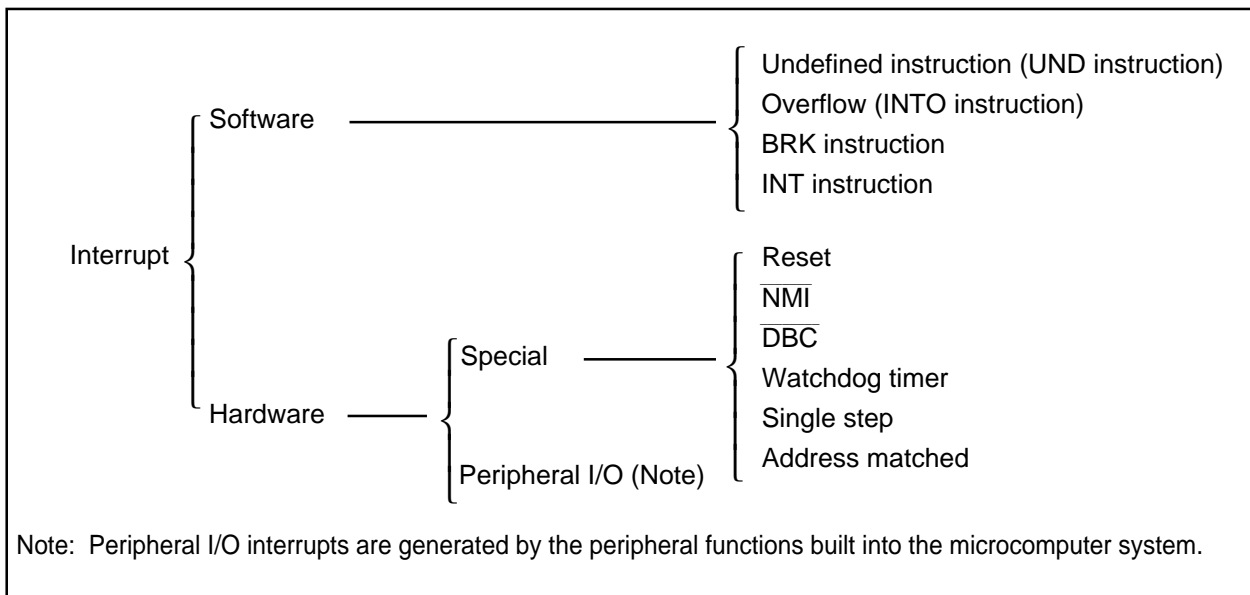 Interrupt
Software
Undefined instruction (UND instruction)
Overflow (INTO instruction)
BRK instruction
INT instruction
Hardware
Special
Reset
N̅M̅I̅
D̅B̅C̅
Watchdog timer
Single step
Address matched
Peripheral I/O (Note)
Note: Peripheral I/O interrupts are generated by the peripheral functions built into the microcomputer system.